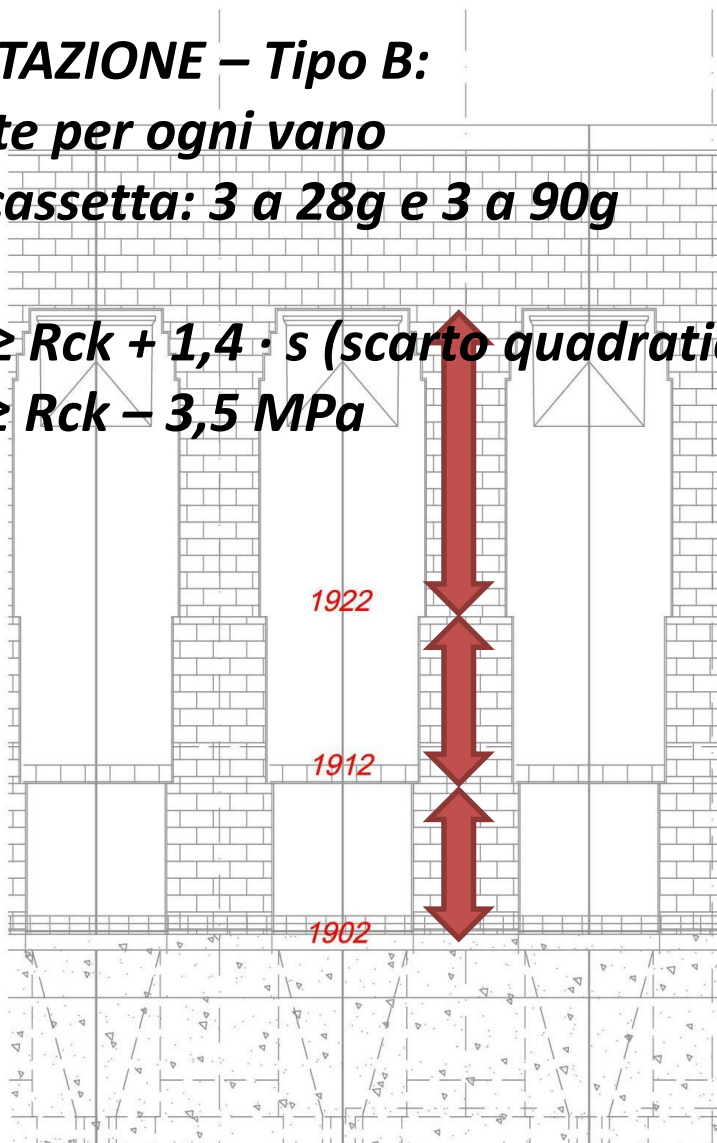 TAZIONE – Tipo B:
te per ogni vano
cassetta: 3 a 28g e 3 a 90g
≥ Rck + 1,4 · s (scarto quadratic
≥ Rck – 3,5 MPa
1922
1912
1902